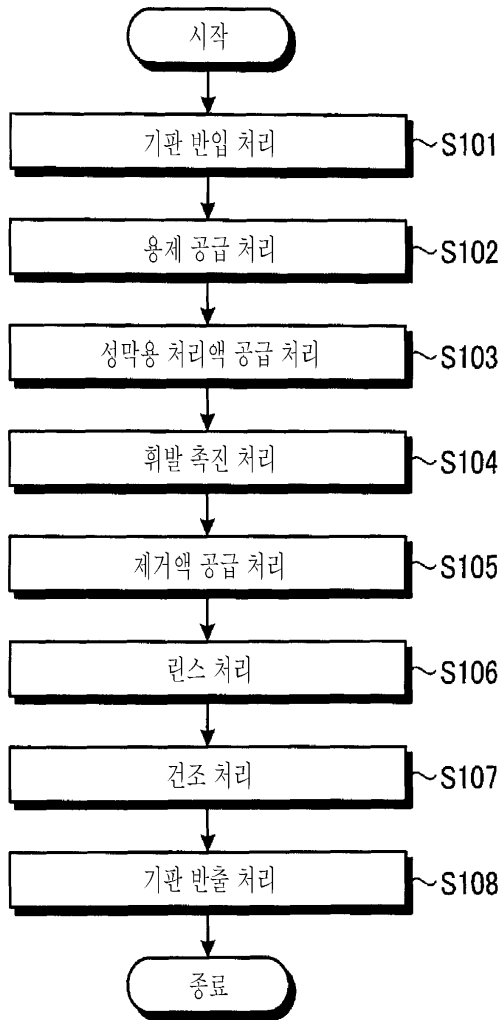 시작
기판 반입 처리 ~S101
용제 공급 처리 ~S102
성막용 처리액 공급 처리 ~S103
휘발 촉진 처리 ~S104
제거액 공급 처리 ~S105
린스 처리 ~S106
건조 처리 ~S107
기판 반출 처리 ~S108
종료